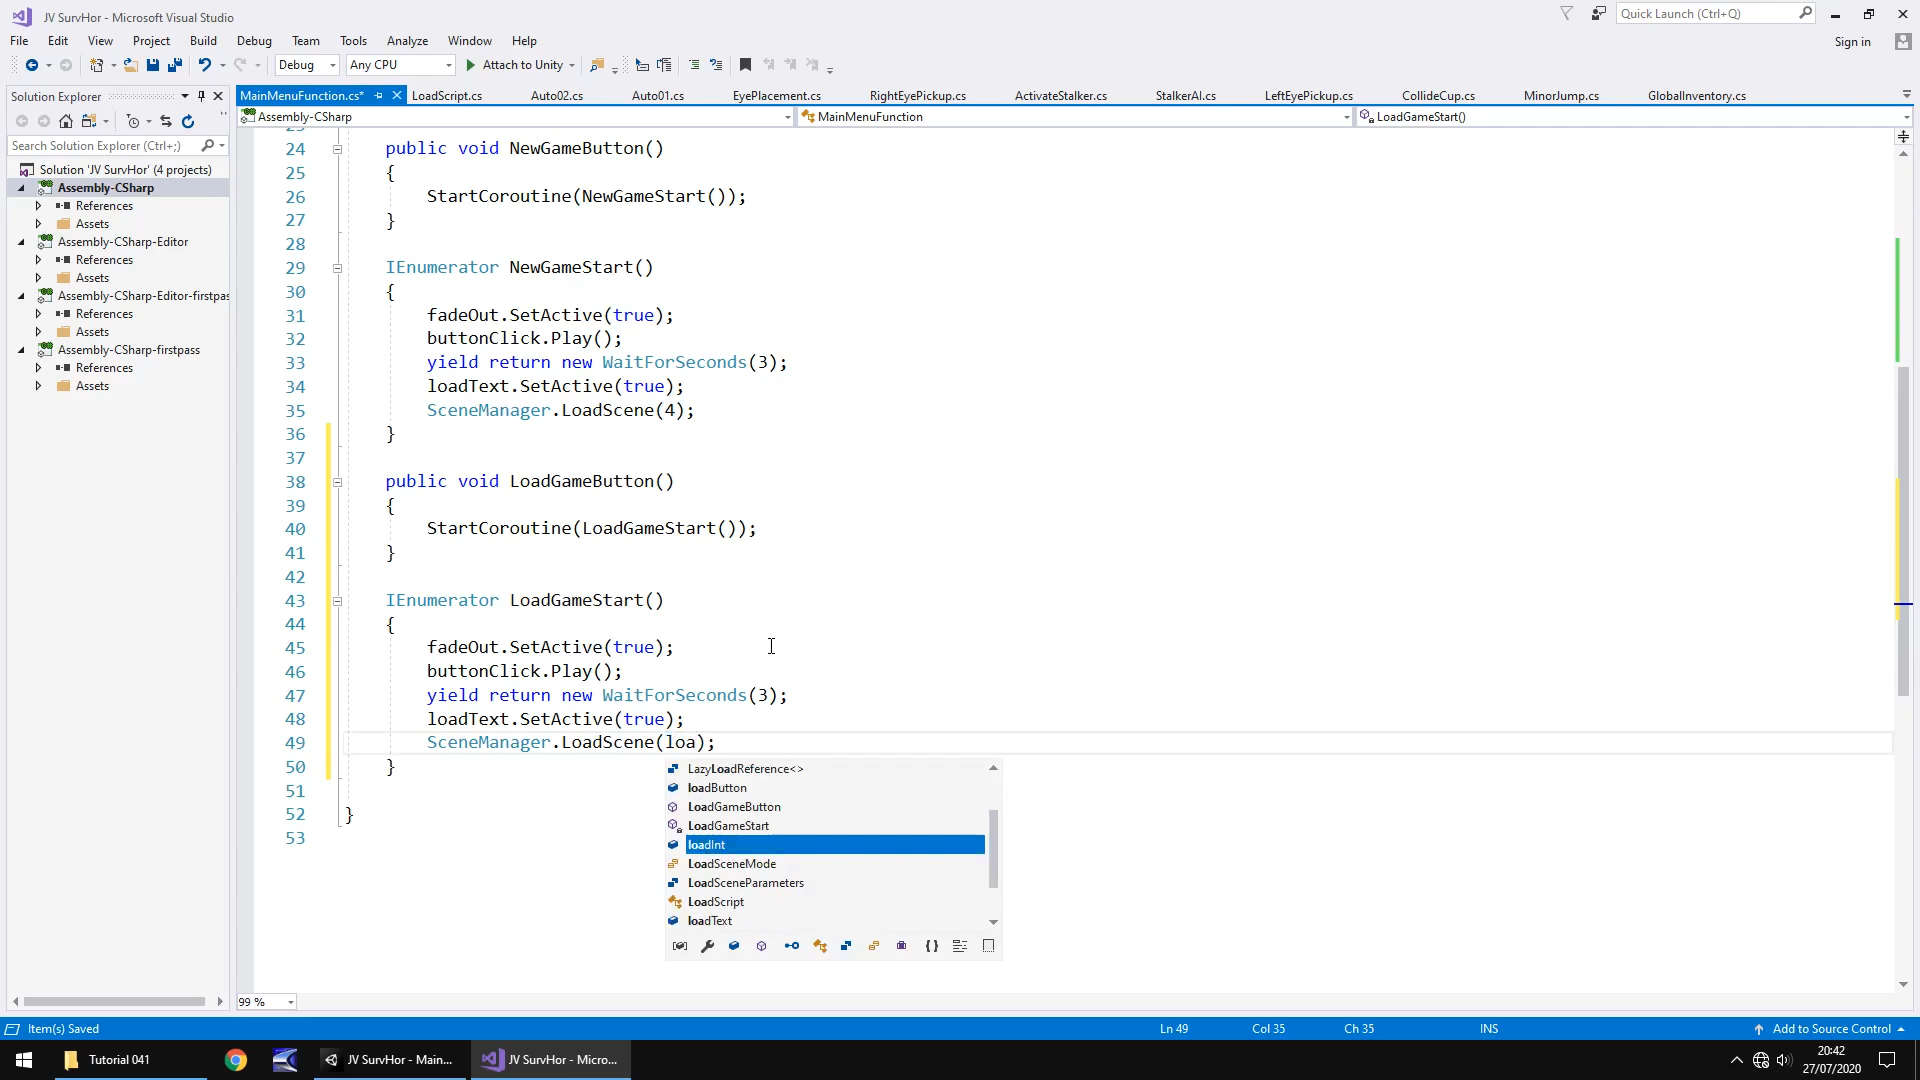 JV SurvHor - Microsoft Visual Studio
Quick Launch (Ctrl+Q)
File Edit View Project Build Debug Team Tools Analyze Window Help
Sign in
Debug Any CPU Attach to Unity
Solution Explorer
MainMenuFunction.cs* LoadScript.cs Auto02.cs Auto01.cs EyePlacement.cs RightEyePickup.cs ActivateStalker.cs StalkerAI.cs LeftEyePickup.cs CollideCup.cs MinorJump.cs GlobalInventory.cs
Assembly-CSharp MainMenuFunction LoadGameStart()
Search Solution Explorer (Ctrl+;)
Solution 'JV SurvHor' (4 projects)
Assembly-CSharp
References
Assets
Assembly-CSharp-Editor
References
Assets
Assembly-CSharp-Editor-firstpas
References
Assets
Assembly-CSharp-firstpass
References
Assets
24 public void NewGameButton()
25 {
26 StartCoroutine(NewGameStart());
27 }
28
29 IEnumerator NewGameStart()
30 {
31 fadeOut.SetActive(true);
32 buttonClick.Play();
33 yield return new WaitForSeconds(3);
34 loadText.SetActive(true);
35 SceneManager.LoadScene(4);
36 }
37
38 public void LoadGameButton()
39 {
40 StartCoroutine(LoadGameStart());
41 }
42
43 IEnumerator LoadGameStart()
44 {
45 fadeOut.SetActive(true);
46 buttonClick.Play();
47 yield return new WaitForSeconds(3);
48 loadText.SetActive(true);
49 SceneManager.LoadScene(loa);
50 }
51
52 }
53
LazyLoadReference<>
loadButton
LoadGameButton
LoadGameStart
loadInt
LoadSceneMode
LoadSceneParameters
LoadScript
loadText
99 %
Item(s) Saved Ln 49 Col 35 Ch 35 INS Add to Source Control
Tutorial 041 JV SurvHor - Main... JV SurvHor - Micro...
20:42
27/07/2020